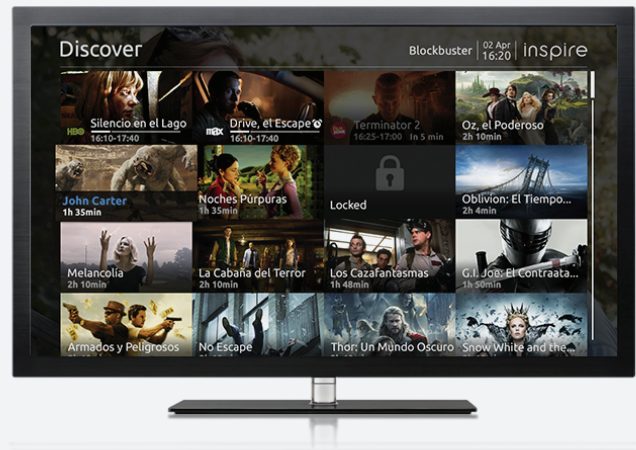 Discover
Blockbuster
02 Apr
16:20
inspire
Silencio en el Lago
HBO
16:10-17:40
Drive, el Escape
max
16:10-17:40
Terminator 2
16:25-17:00 In 5 min
Oz, el Poderoso
2h 10min
John Carter
1h 35min
Noches Púrpuras
1h 35min
Locked
Oblivion: El Tiempo...
2h 4min
Melancolía
2h 10min
La Cabaña del Terror
2h 10min
Los Cazafantasmas
1h 48min
G.I. Joe: El Contraata...
1h 50min
Armados y Peligrosos
No Escape
Thor: Un Mundo Oscuro
Snow White and the...